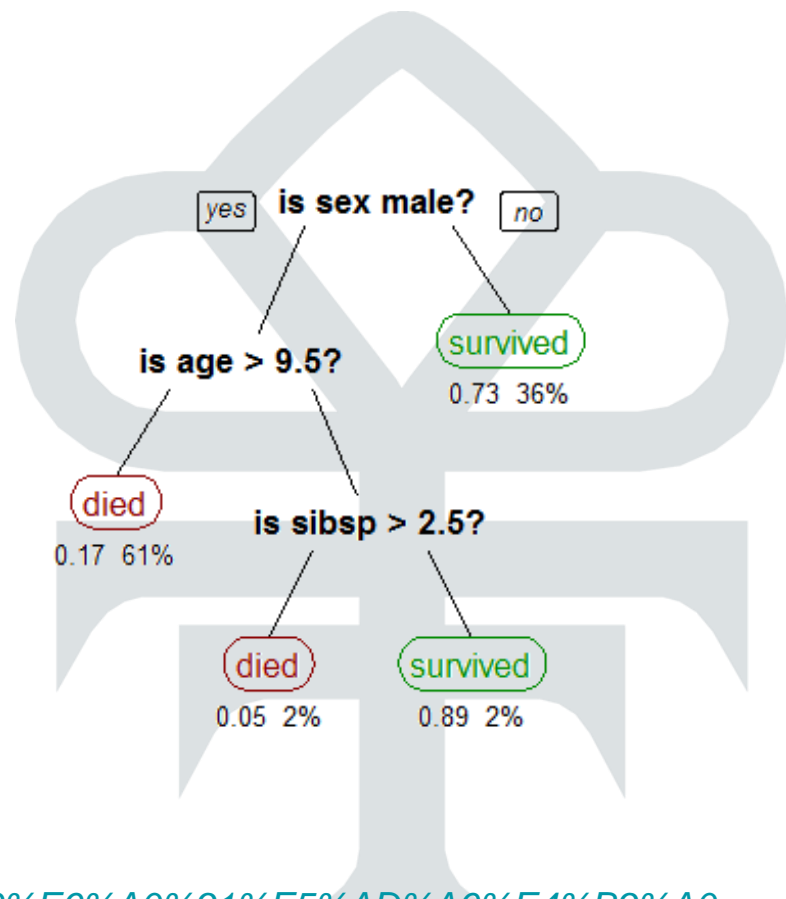 yes is sex male? no
survived
is age > 9.5?
0.73 36%
died
is sibsp > 2.5?
0.17 61%
died survived
0.05 2% 0.89 2%